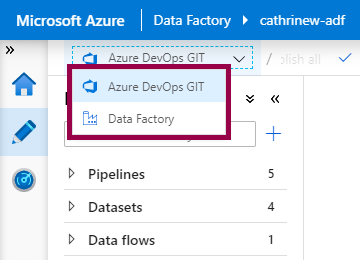 Microsoft Azure
Data Factory
cathrinew-adf
Azure DevOps GIT
blish all
Azure DevOps GIT
Data Factory
Pipelines 5
Datasets 4
Data flows 1